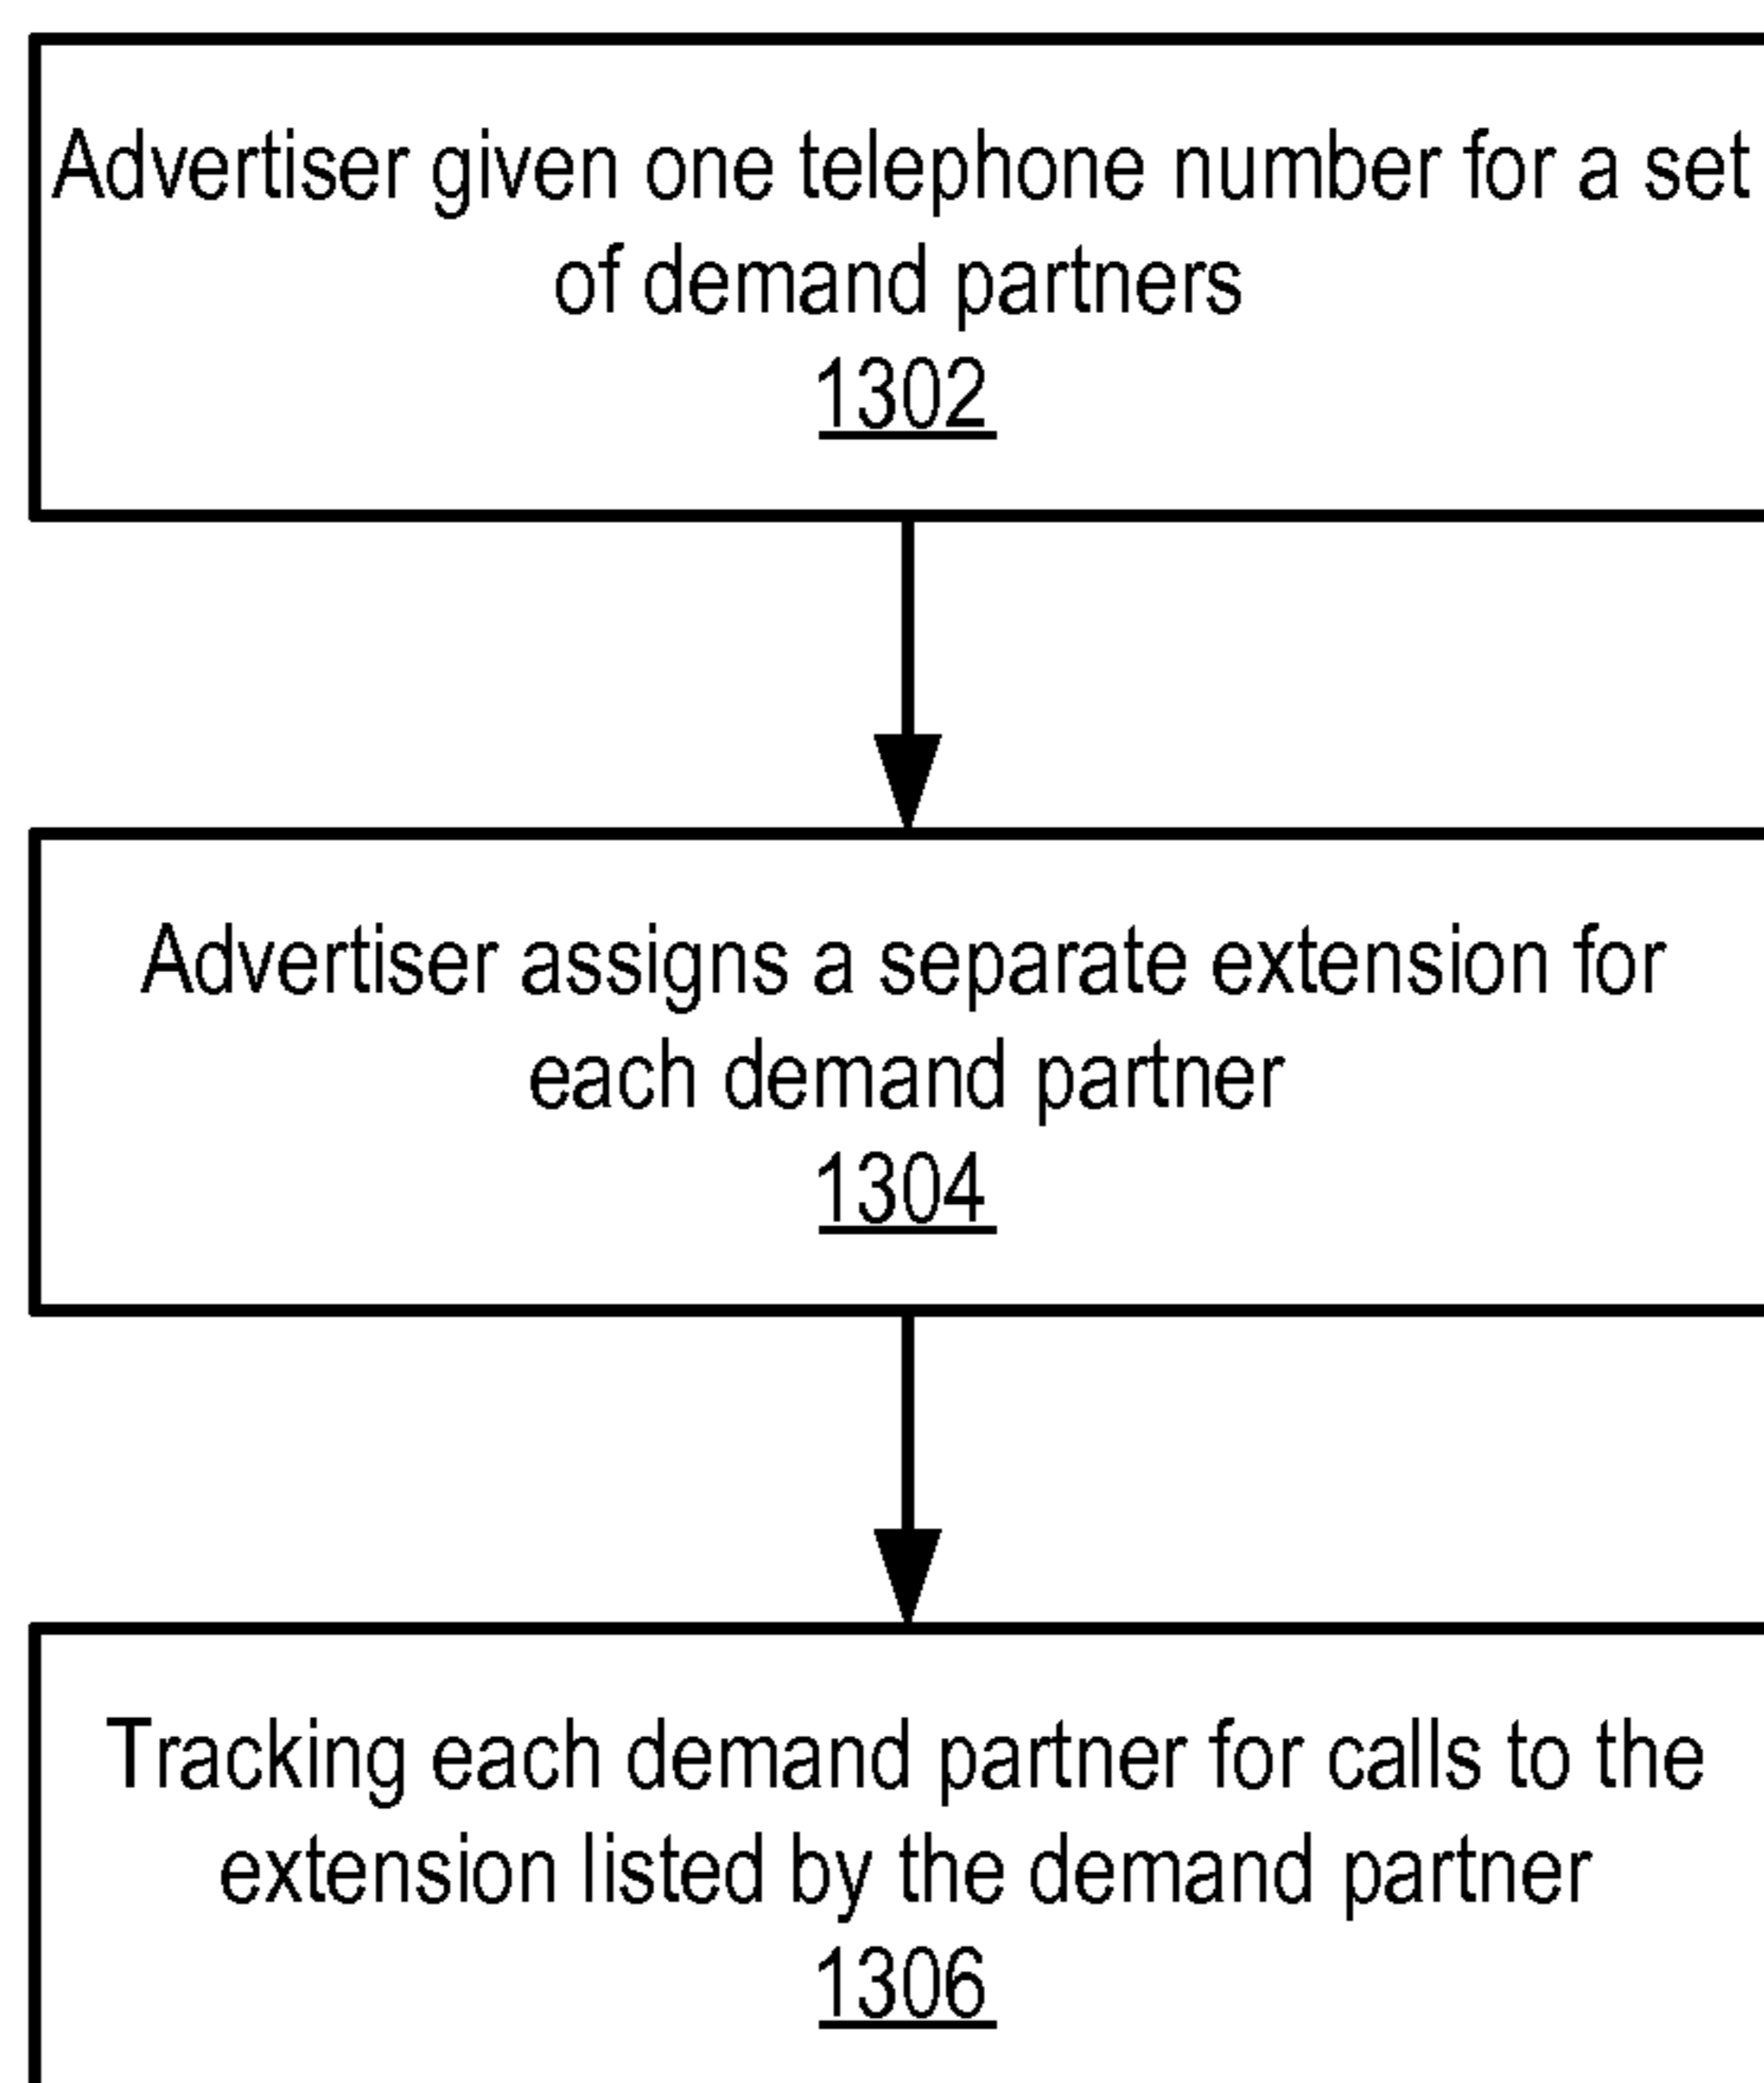 Advertiser given one telephone number for a set
of demand partners
1302
Advertiser assigns a separate extension for
each demand partner
1304
Tracking each demand partner for calls to the
extension listed by the demand partner
1306